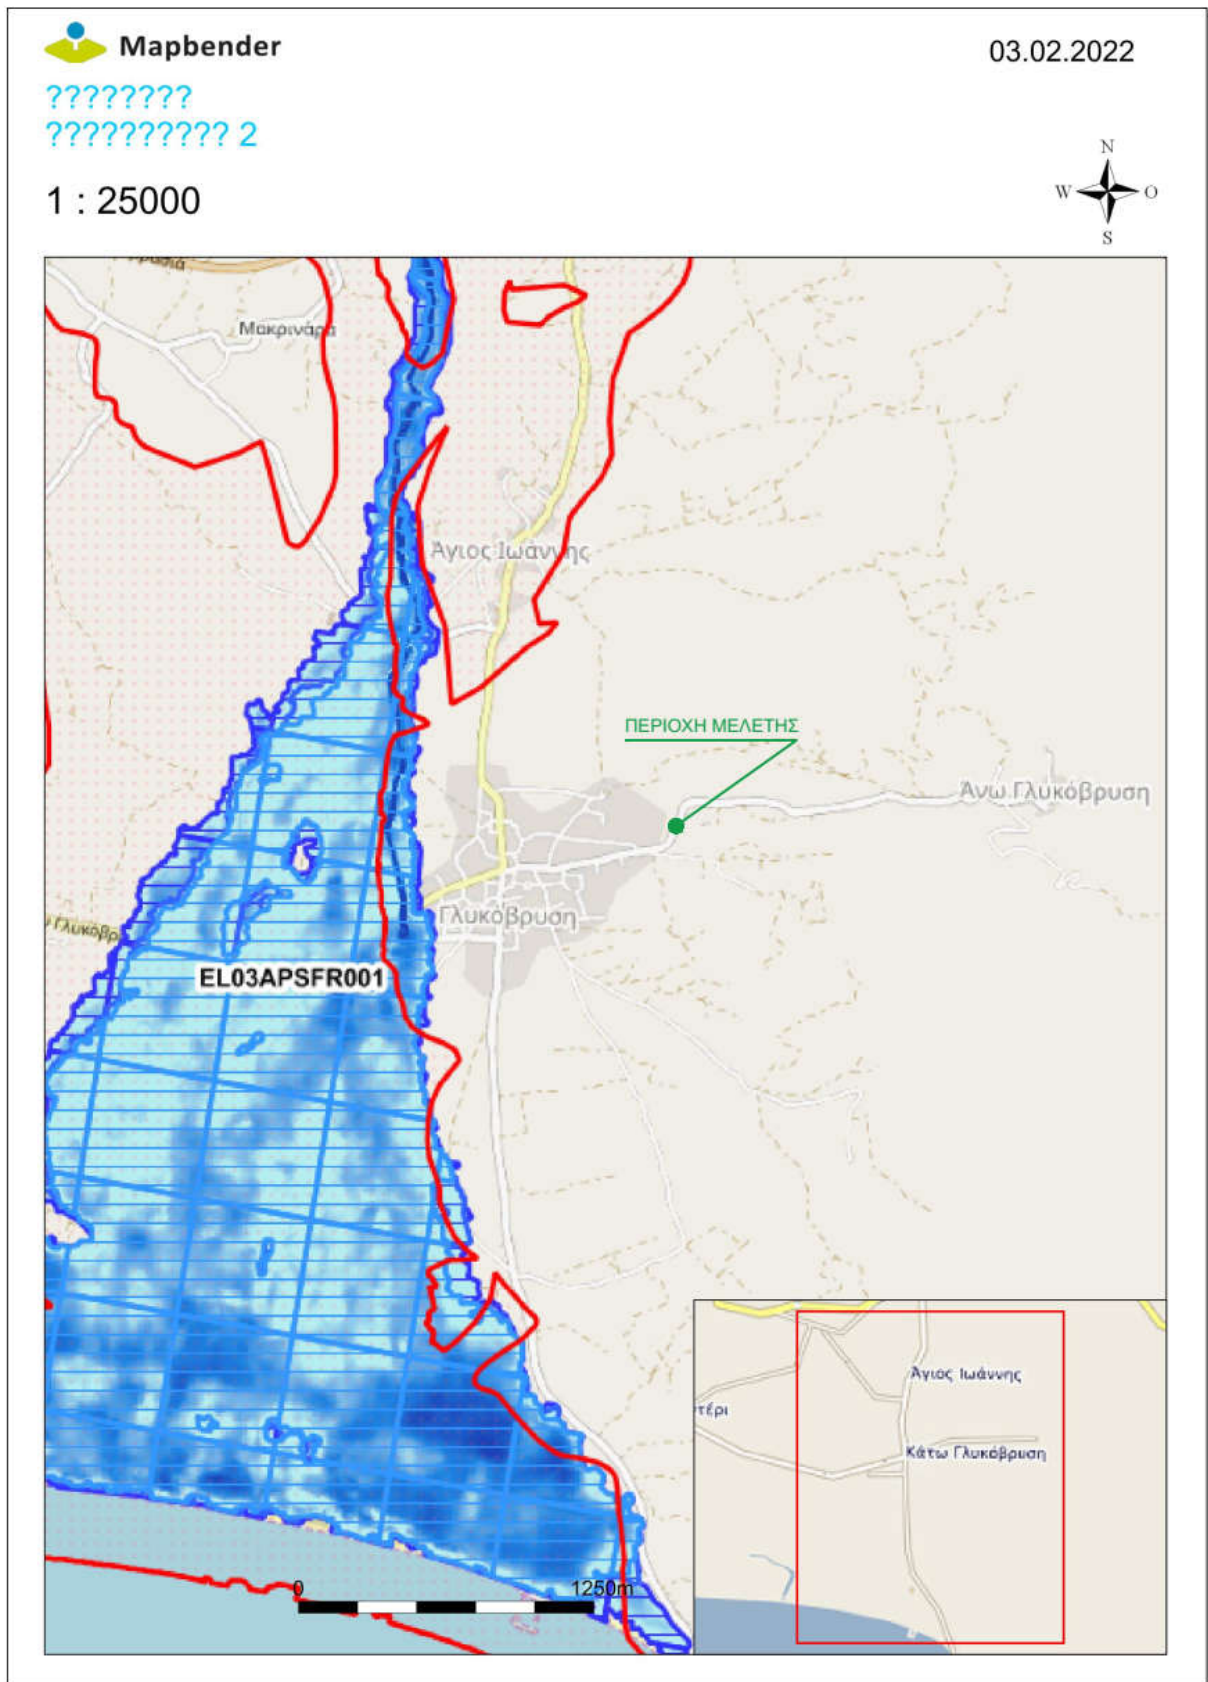 Mapbender
03.02.2022
????????
?????????? 2
1 : 25000
N
W
O
S
Μακρινάρα
Άγιος Ιωάννης
ΠΕΡΙΟΧΗ ΜΕΛΕΤΗΣ
Άνω Γλυκόβρυση
Γλυκόβρυση
EL03APSFR001
Άγιος Ιωάννης
τέρι
Κάτω Γλυκόβρυση
0
1250m